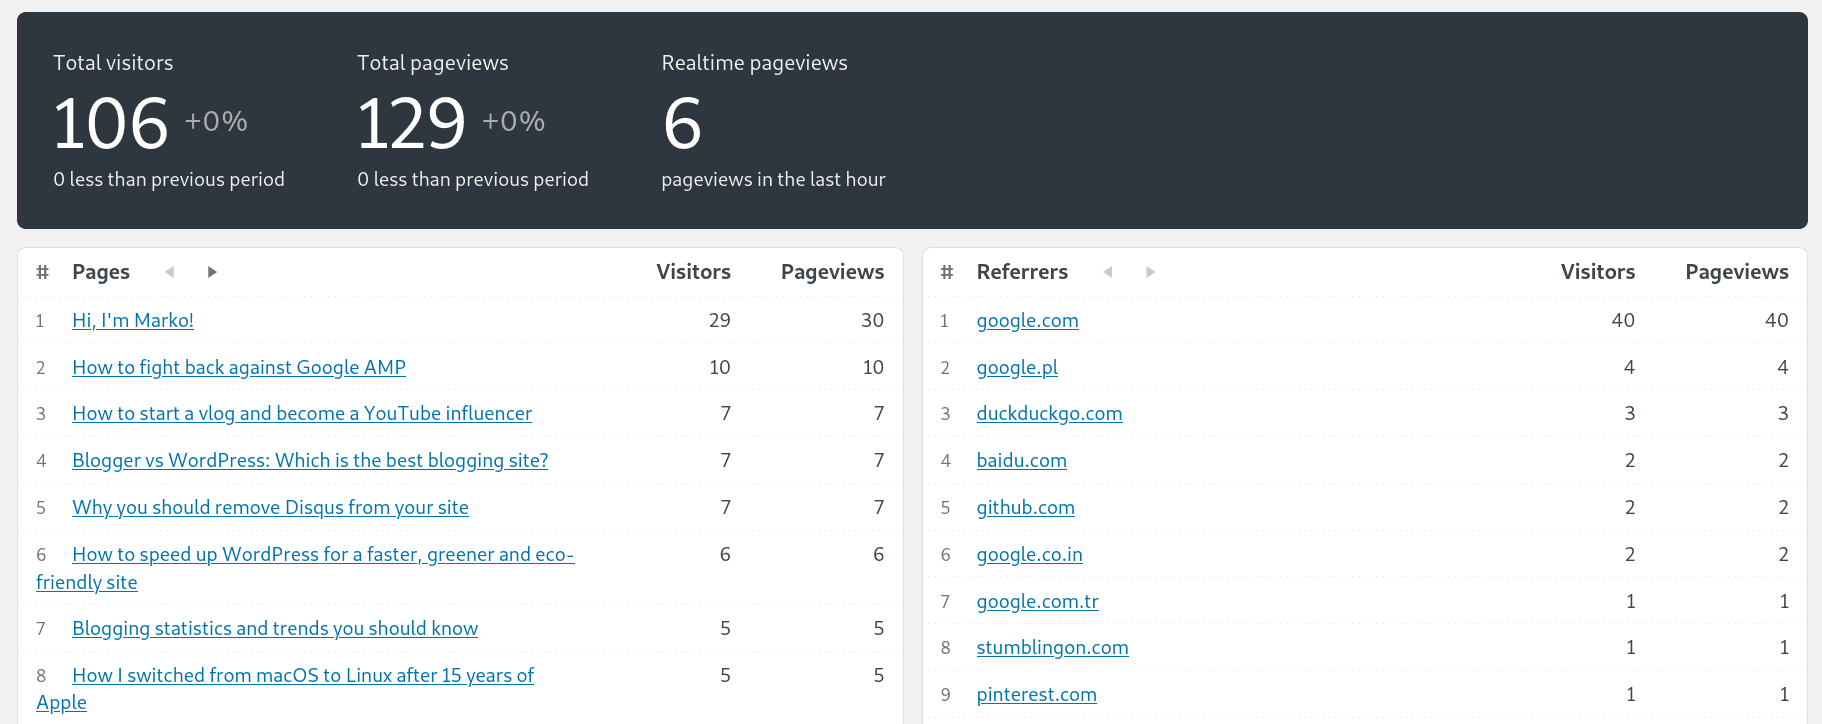 Total visitors
106 +0%
0 less than previous period
Total pageviews
129 +0%
0 less than previous period
Realtime pageviews
6
pageviews in the last hour
# Pages Visitors Pageviews
1 Hi, I'm Marko! 29 30
2 How to fight back against Google AMP 10 10
3 How to start a vlog and become a YouTube influencer 7 7
4 Blogger vs WordPress: Which is the best blogging site? 7 7
5 Why you should remove Disqus from your site 7 7
6 How to speed up WordPress for a faster, greener and eco- 6 6
friendly site
7 Blogging statistics and trends you should know 5 5
8 How I switched from macOS to Linux after 15 years of 5 5
Apple
# Referrers Visitors Pageviews
1 google.com 40 40
2 google.pl 4 4
3 duckduckgo.com 3 3
4 baidu.com 2 2
5 github.com 2 2
6 google.co.in 2 2
7 google.com.tr 1 1
8 stumblingon.com 1 1
9 pinterest.com 1 1